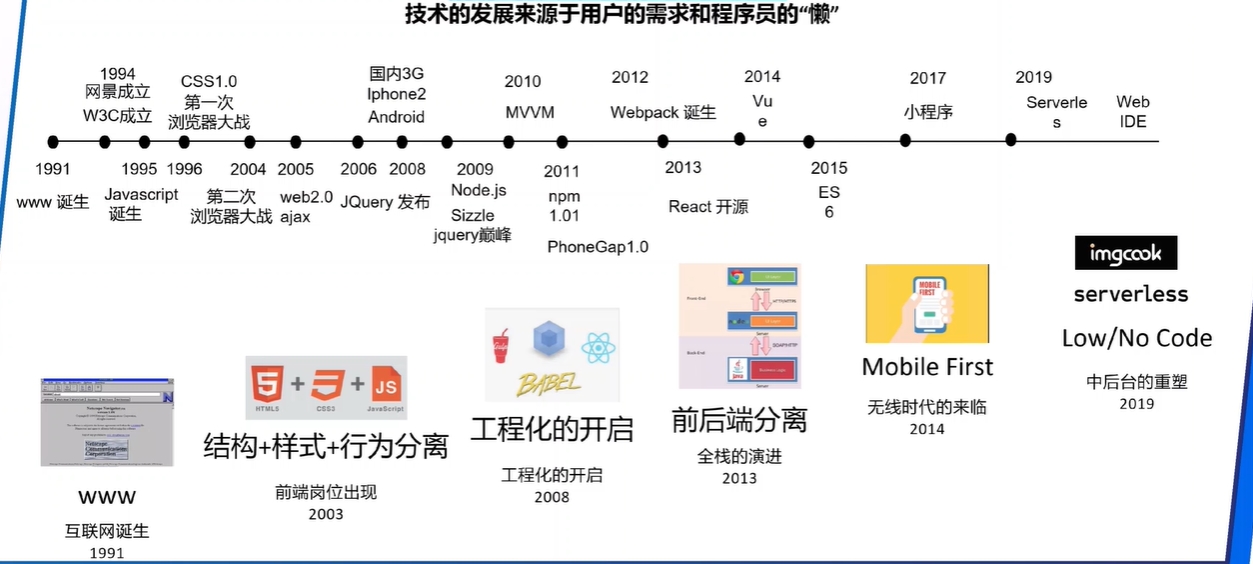 技术的发展来源于用户的需求和程序员的“懒”
1994
网景成立
W3C成立
CSS1.0
第一次
浏览器大战
国内3G
Iphone2
Android
2010
MVVM
2012
Webpack 诞生
2014
Vu
e
2017
小程序
2019
Serverle
s
Web
IDE
1991
www 诞生
1995
Javascript
诞生
1996
2004
第二次
浏览器大战
2005
web2.0
ajax
2006
2008
JQuery 发布
2009
Node.js
Sizzle
jquery巅峰
2011
npm
1.01
PhoneGap1.0
2013
React 开源
2015
ES
6
imgcook
serverless
Low/No Code
中后台的重塑
2019
MOBILE
FIRST
Mobile First
无线时代的来临
2014
前后端分离
全栈的演进
2013
Gulp
BABEL
工程化的开启
工程化的开启
2008
HTML5
CSS3
JavaScript
5
3
JS
+
+
结构+样式+行为分离
前端岗位出现
2003
Netscape
Communications
Corporation
www
互联网诞生
1991